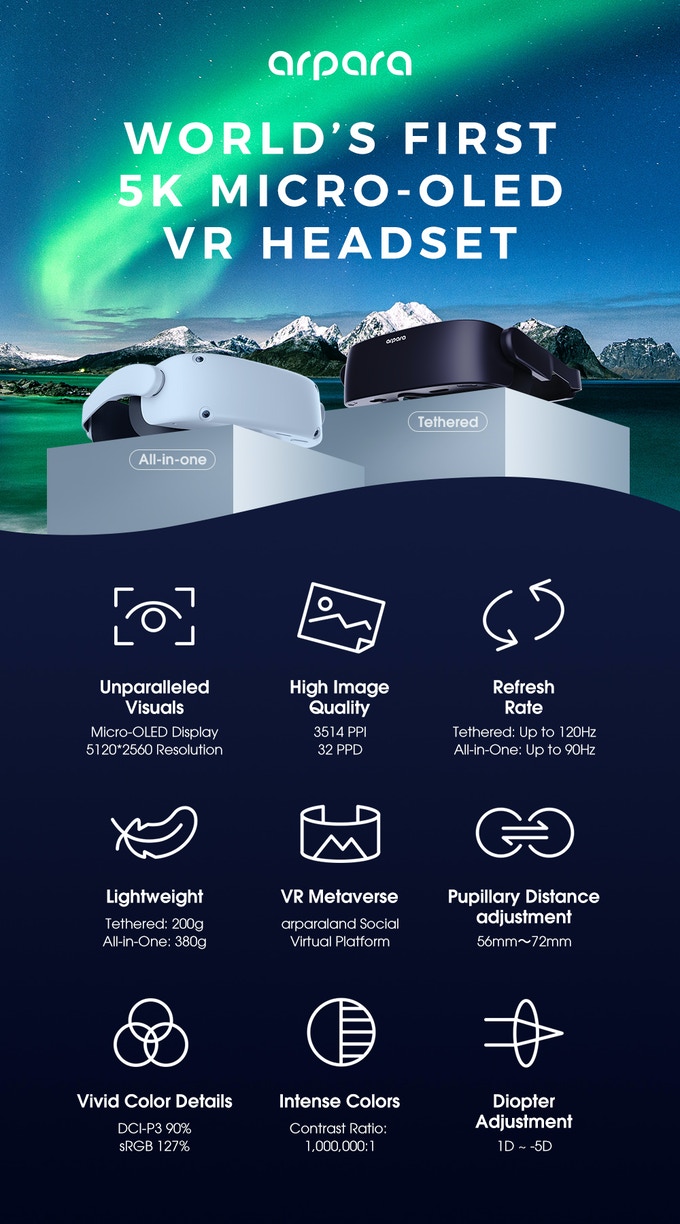 arpara
WORLD'S FIRST
5K MICRO-OLED
VR HEADSET
arpara
Tethered
All-in-one
Unparalleled
Visuals
Micro-OLED Display
5120*2560 Resolution
High Image
Quality
3514 PPI
32 PPD
Refresh
Rate
Tethered: Up to 120Hz
All-in-One: Up to 90Hz
Lightweight
Tethered: 200g
All-in-One: 380g
VR Metaverse
arparaland Social
Virtual Platform
Pupillary Distance
adjustment
56mm～72mm
Vivid Color Details
DCI-P3 90%
sRGB 127%
Intense Colors
Contrast Ratio:
1,000,000:1
Diopter
Adjustment
1D ~ -5D